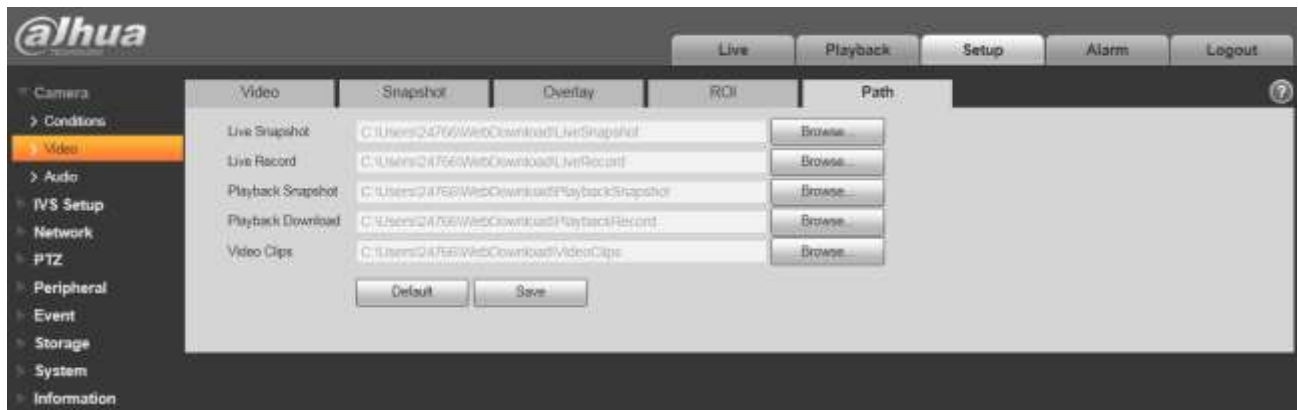 alhua
TECHNOLOGY
Live Playback Setup Alarm Logout
Camera
Conditions
Video
Audio
IVS Setup
Network
PTZ
Peripheral
Event
Storage
System
Information
Video Snapshot Overlay ROI Path
Live Snapshot C:\Users\24766\WebDownload\LiveSnapshot Browse...
Live Record C:\Users\24766\WebDownload\LiveRecord Browse...
Playback Snapshot C:\Users\24766\WebDownload\PlaybackSnapshot Browse...
Playback Download C:\Users\24766\WebDownload\PlaybackRecord Browse...
Video Clips C:\Users\24766\WebDownload\VideoClips Browse...
Default Save